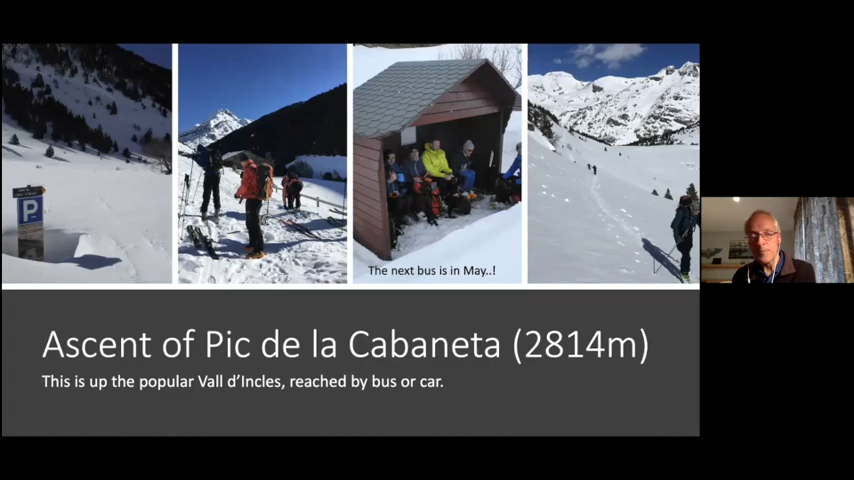 P
The next bus is in May..!
Ascent of Pic de la Cabaneta (2814m)
This is up the popular Vall d'Incles, reached by bus or car.